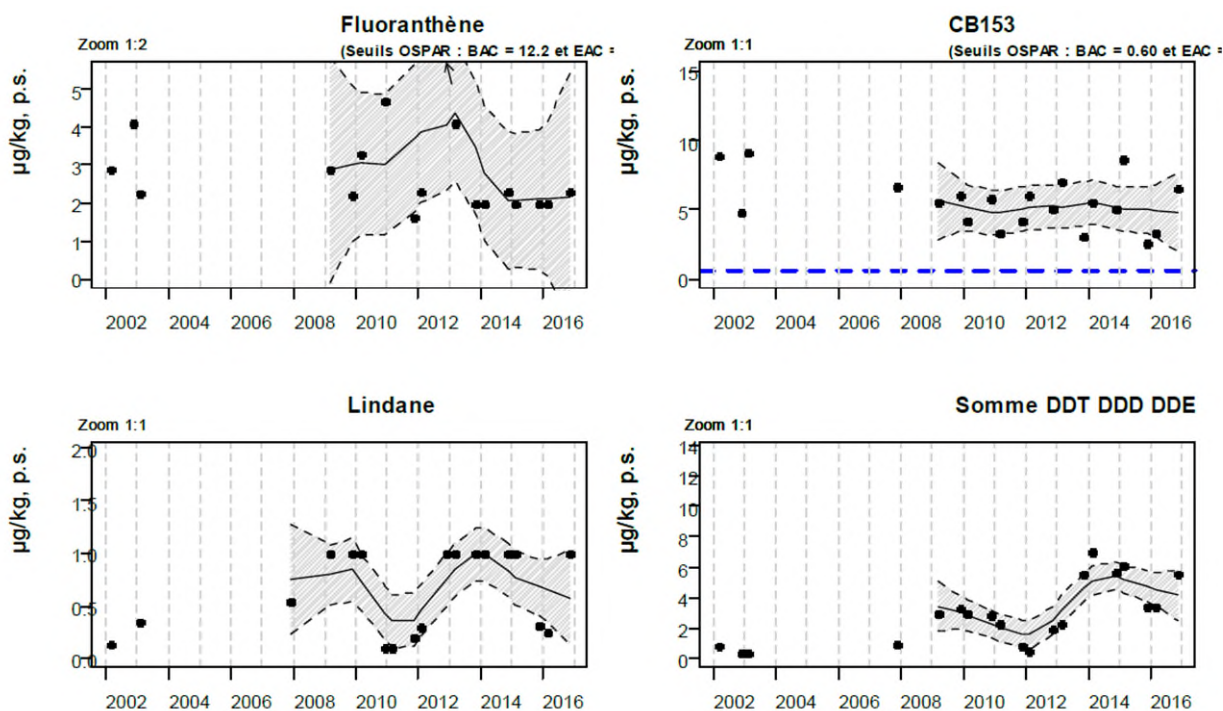 Fluoranthène
Zoom 1:2
(Seuils OSPAR : BAC = 12.2 et EAC =
µg/kg, p.s.
5
4
3
2
1
0
2002 2004 2006 2008 2010 2012 2014 2016
CB153
Zoom 1:1
(Seuils OSPAR : BAC = 0.60 et EAC =
µg/kg, p.s.
15
10
5
0
2002 2004 2006 2008 2010 2012 2014 2016
Lindane
Zoom 1:1
µg/kg, p.s.
2.0
1.5
1.0
0.5
0.0
2002 2004 2006 2008 2010 2012 2014 2016
Somme DDT DDD DDE
Zoom 1:1
µg/kg, p.s.
14
12
10
8
6
4
2
0
2002 2004 2006 2008 2010 2012 2014 2016